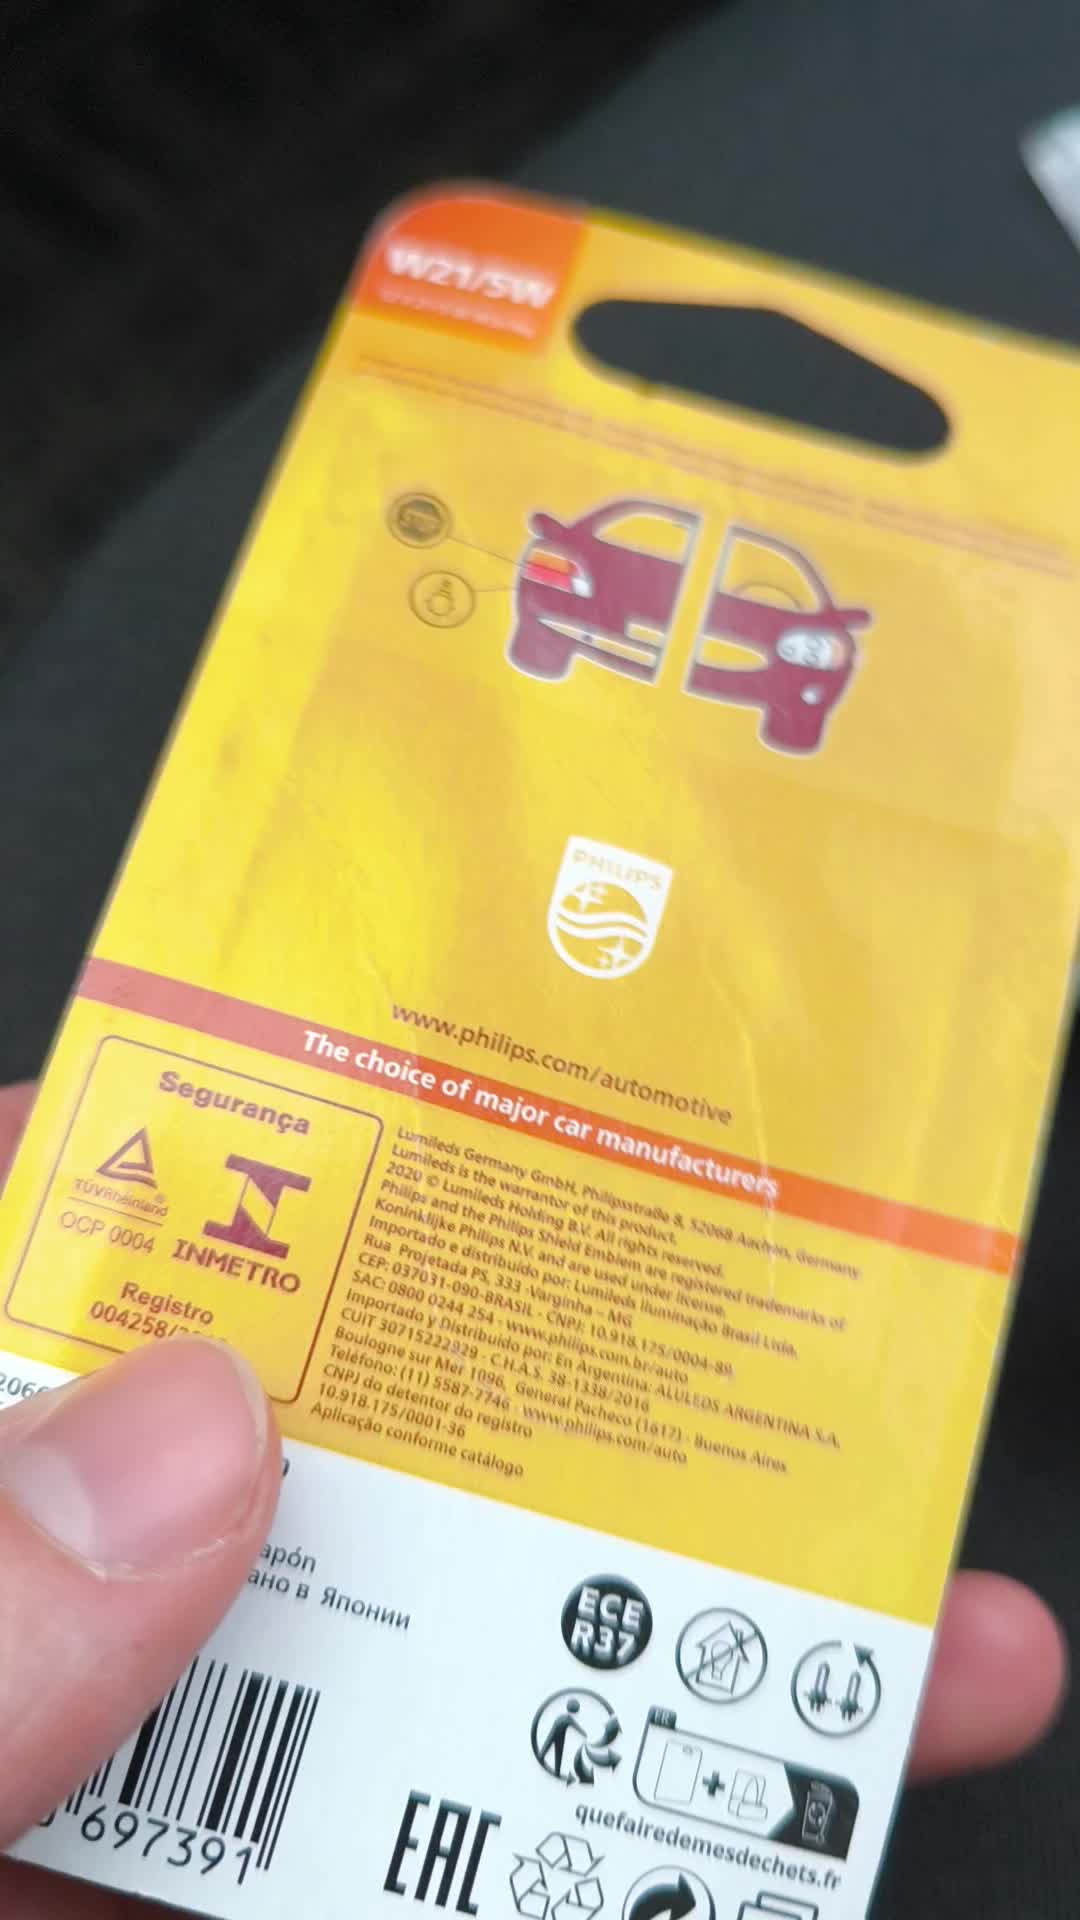 W21/5W
PHILIPS
www.philips.com/automotive
The choice of major car manufacturers
Segurança
TÜVRheinland®
OCP 0004
INMETRO
Registro
004258/
Lumileds Germany GmbH, Philipsstraße 8, 52068 Aachen, Germany
Lumileds is the warrantor of this product.
2020 © Lumileds Holding B.V. All rights reserved.
Philips and the Philips Shield Emblem are registered trademarks of
Koninklijke Philips N.V. and are used under license.
Importado e distribuido por: Lumileds Iluminação Brasil Ltda.
Rua Projetada PS, 333 -Varginha – MG
CEP: 037031-090-BRASIL - CNPJ: 10.918.175/0004-89
SAC: 0800 0244 254 - www.philips.com.br/auto
Importado y Distribuido por: En Argentina: ALULEDS ARGENTINA S.A.
CUIT 30715222929 - C.H.A.S. 38-1338/2016
Boulogne sur Mer 1096, General Pacheco (1617) - Buenos Aires
Teléfono: (11) 5587-7746 - www.philips.com/auto
CNPJ do detentor do registro
10.918.175/0001-36
Aplicação conforme catálogo
apón
ано в Японии
ECE
R37
FR
697391
EAC
quefairedemesdechets.fr